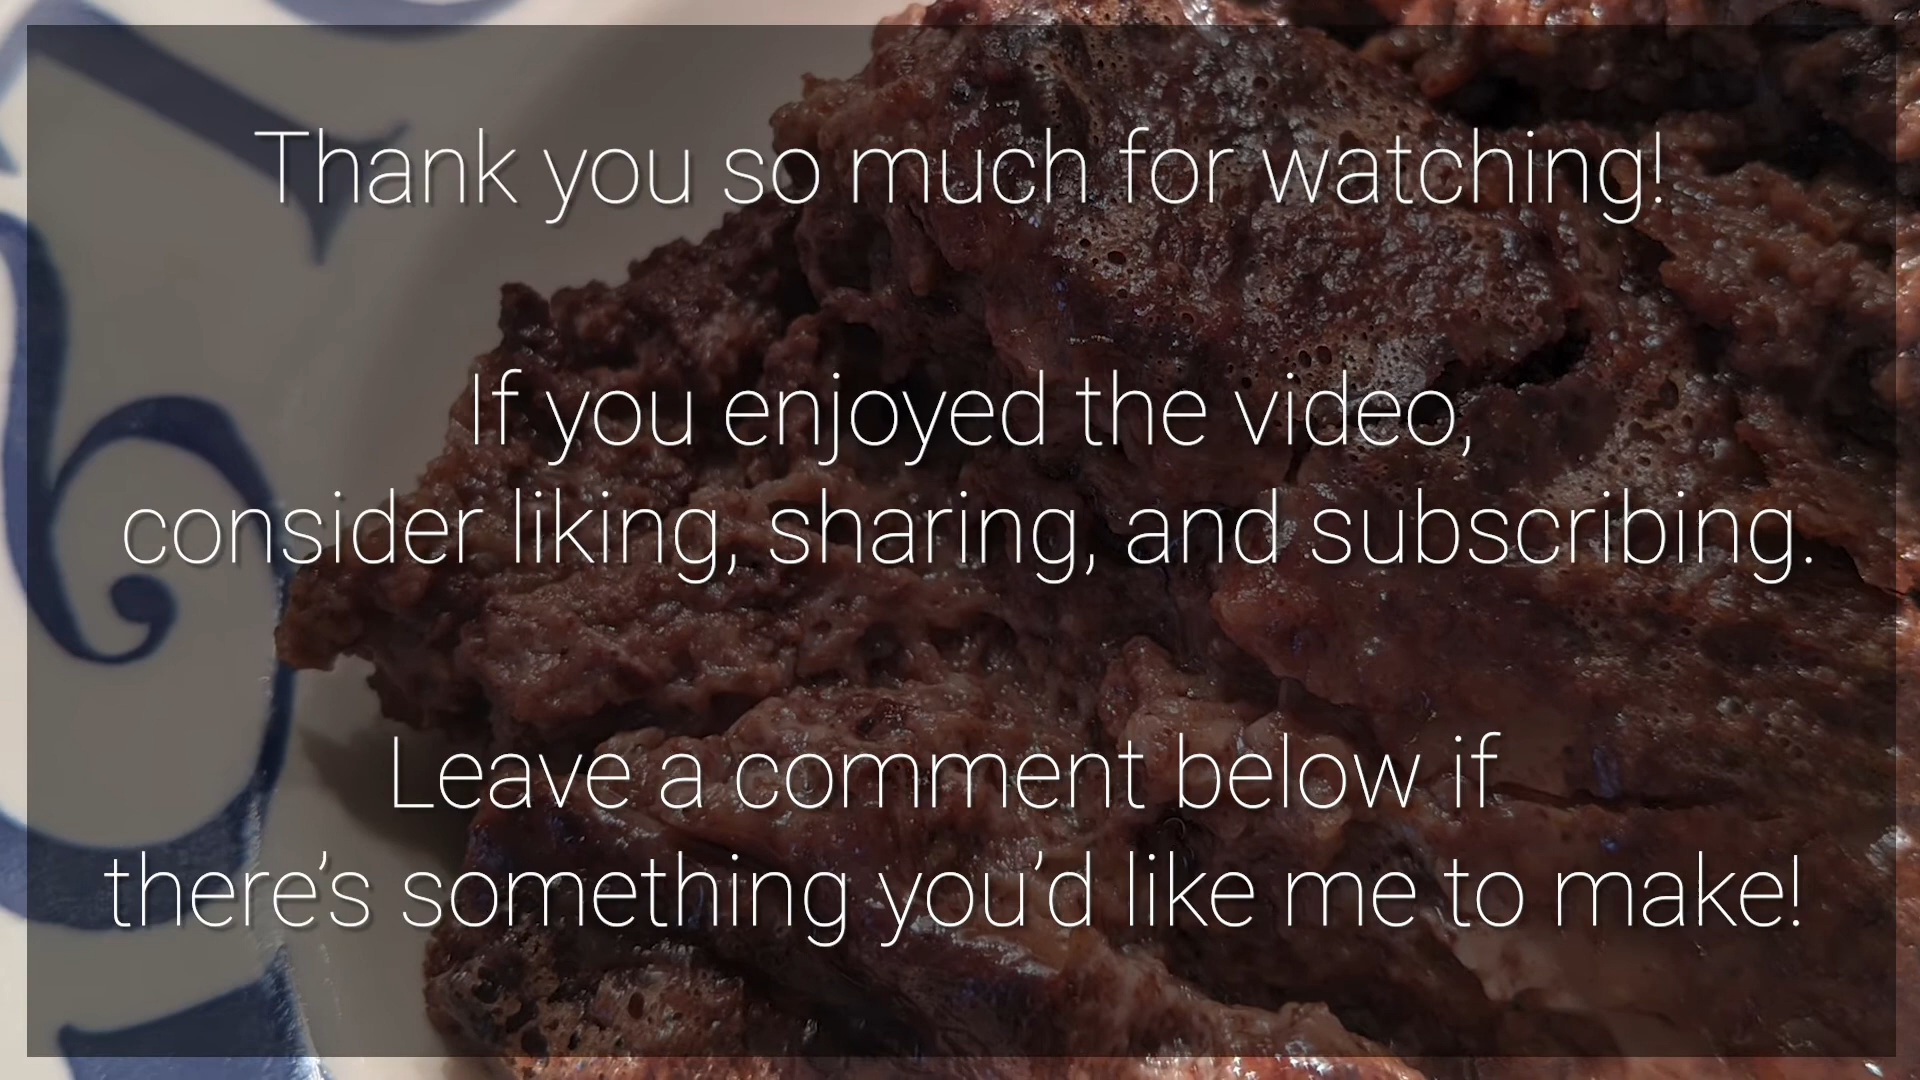 Thank you so much for watching!
If you enjoyed the video,
consider liking, sharing, and subscribing.
Leave a comment below if
there’s something you’d like me to make!